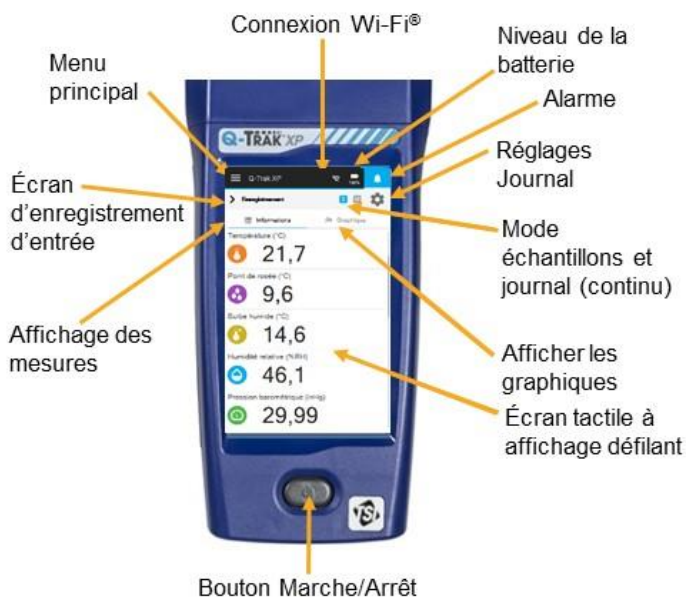 Connexion Wi-Fi®
Niveau de la
batterie
Menu
principal
Alarme
Réglages
Journal
Écran
d'enregistrement
d'entrée
Mode
échantillons et
journal (continu)
Affichage des
mesures
Afficher les
graphiques
Écran tactile à
affichage défilant
Bouton Marche/Arrêt
Q-TRAK XP
Q-Trak XP
Enregistrement
Informations
Graphique
Température (°C)
21,7
Point de rosée (°C)
9,6
Bulbe humide (°C)
14,6
Humidité relative (%RH)
46,1
Pression barométrique (inHg)
29,99
TSI